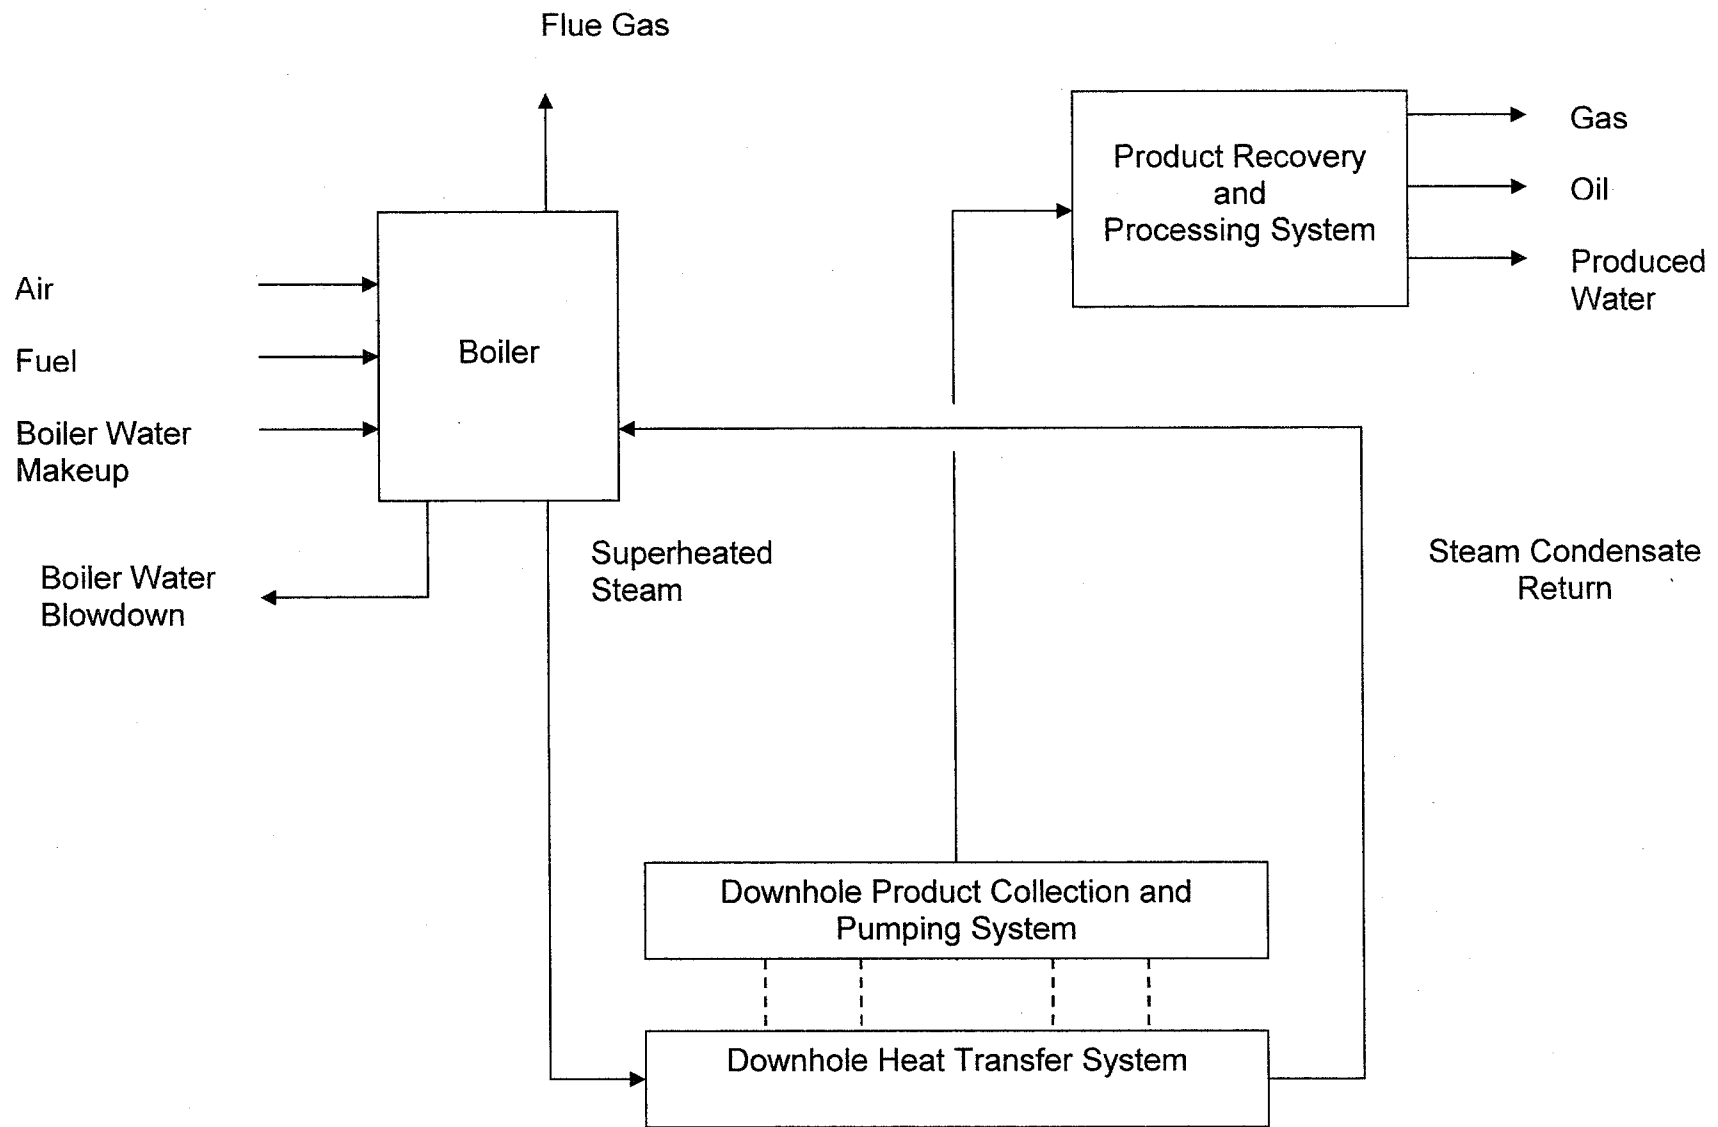 Flue Gas
Product Recovery
and
Processing System
Gas
Oil
Produced
Water
Air
Fuel
Boiler Water
Makeup
Boiler
Boiler Water
Blowdown
Superheated
Steam
Steam Condensate
Return
Downhole Product Collection and
Pumping System
Downhole Heat Transfer System